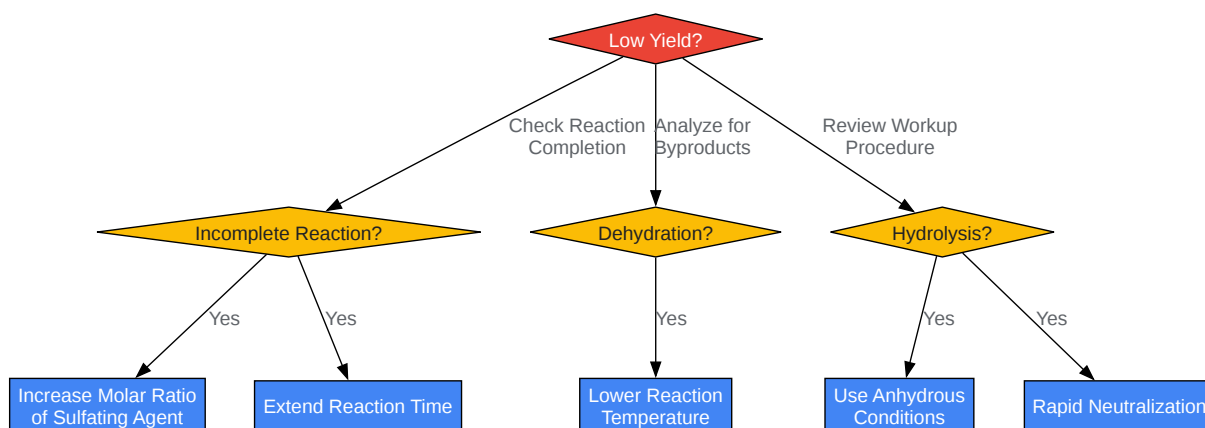 Low Yield?
Check Reaction
Completion
Analyze for
Byproducts
Review Workup
Procedure
Incomplete Reaction?
Dehydration?
Hydrolysis?
Yes
Yes
Yes
Yes
Yes
Increase Molar Ratio
of Sulfating Agent
Extend Reaction Time
Lower Reaction
Temperature
Use Anhydrous
Conditions
Rapid Neutralization